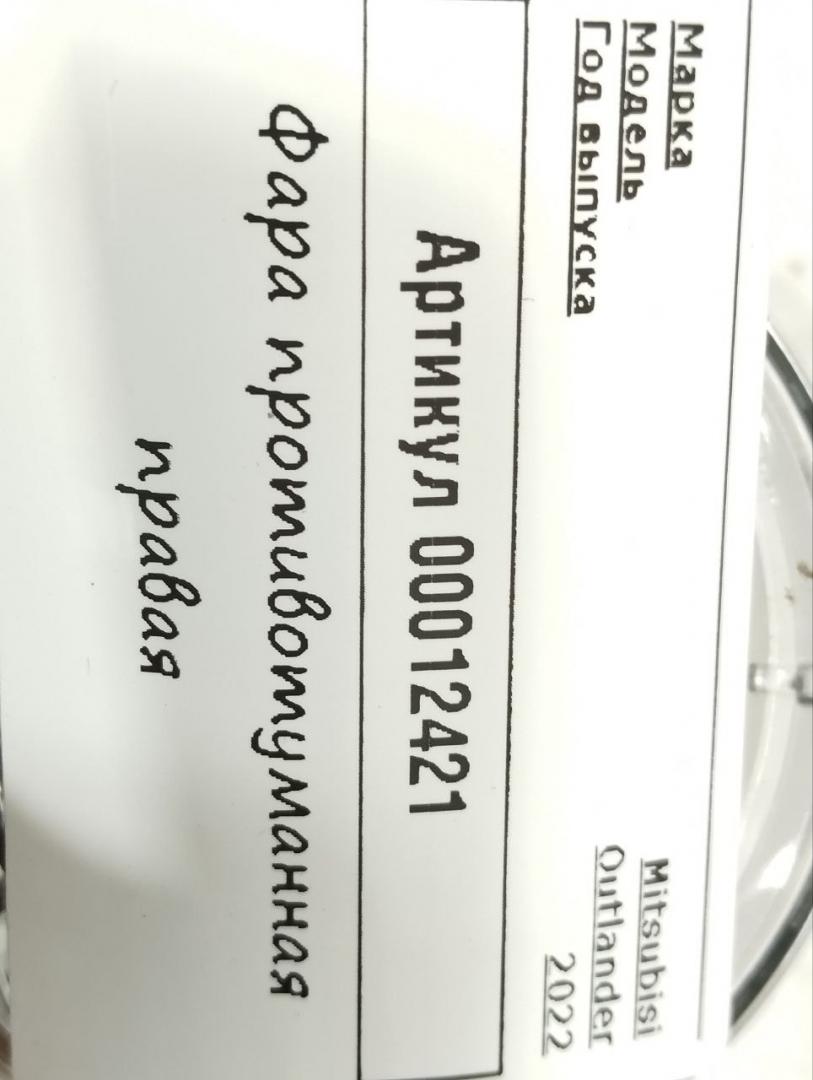 Марка Mitsubisi
Модель Outlander
Год выпуска 2022
Артикул 00012421
Фара противотуманная
правая